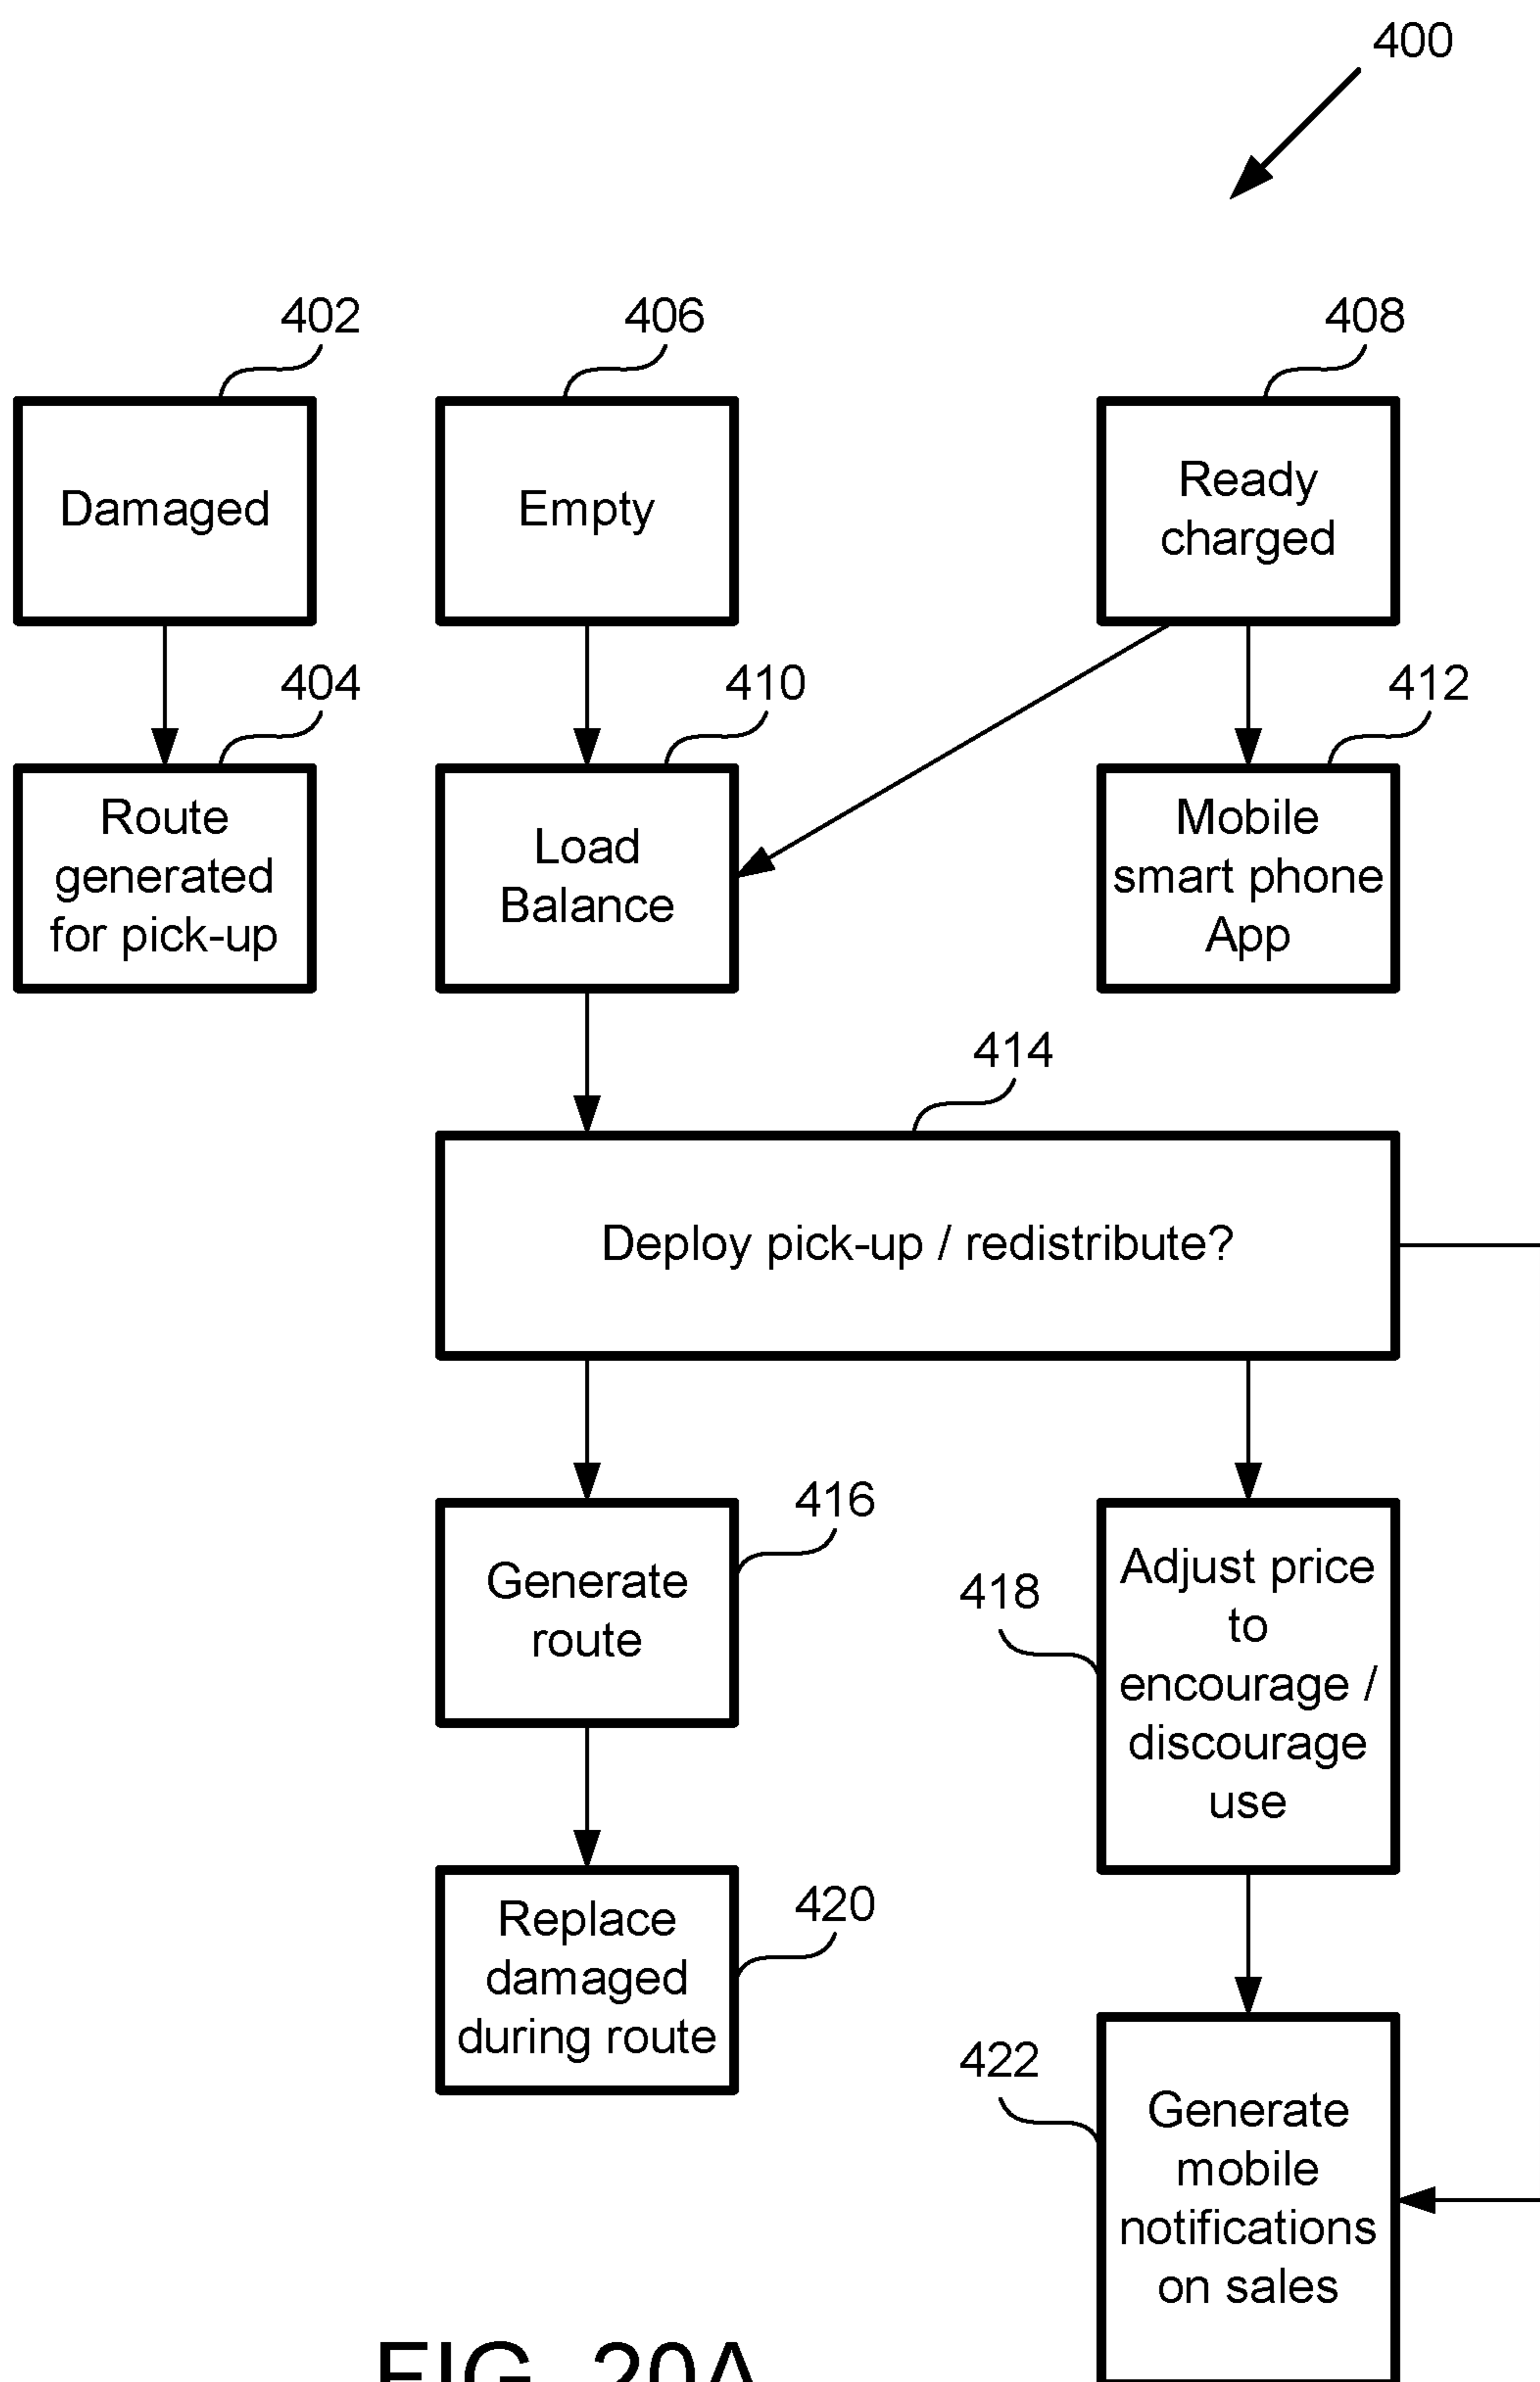 400
402
406
408
Damaged
Empty
Ready
charged
404
410
412
Route
generated
for pick-up
Load
Balance
Mobile
smart phone
App
414
Deploy pick-up / redistribute?
416
Generate
route
418
Adjust price
to
encourage /
discourage
use
420
Replace
damaged
during route
422
Generate
mobile
notifications
on sales
FIG. 20A